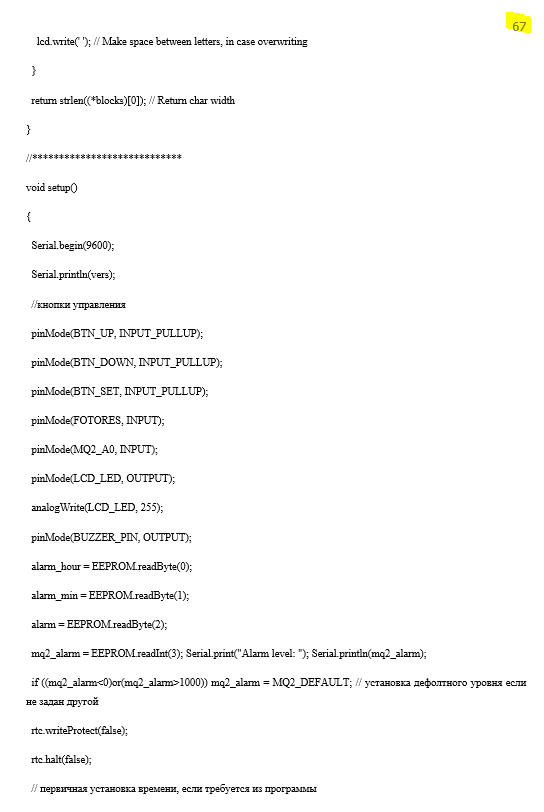 67
lcd.write(' '); // Make space between letters, in case overwriting
}
return strlen((*blocks)[0]); // Return char width
}
//****************************
void setup()
{
Serial.begin(9600);
Serial.println(vers);
//кнопки управления
pinMode(BTN_UP, INPUT_PULLUP);
pinMode(BTN_DOWN, INPUT_PULLUP);
pinMode(BTN_SET, INPUT_PULLUP);
pinMode(FOTORES, INPUT);
pinMode(MQ2_A0, INPUT);
pinMode(LCD_LED, OUTPUT);
analogWrite(LCD_LED, 255);
pinMode(BUZZER_PIN, OUTPUT);
alarm_hour = EEPROM.readByte(0);
alarm_min = EEPROM.readByte(1);
alarm = EEPROM.readByte(2);
mq2_alarm = EEPROM.readInt(3); Serial.print("Alarm level: "); Serial.println(mq2_alarm);
if ((mq2_alarm<0)or(mq2_alarm>1000)) mq2_alarm = MQ2_DEFAULT; // установка дефолтного уровня если
не задан другой
rtc.writeProtect(false);
rtc.halt(false);
// первичная установка времени, если требуется из программы